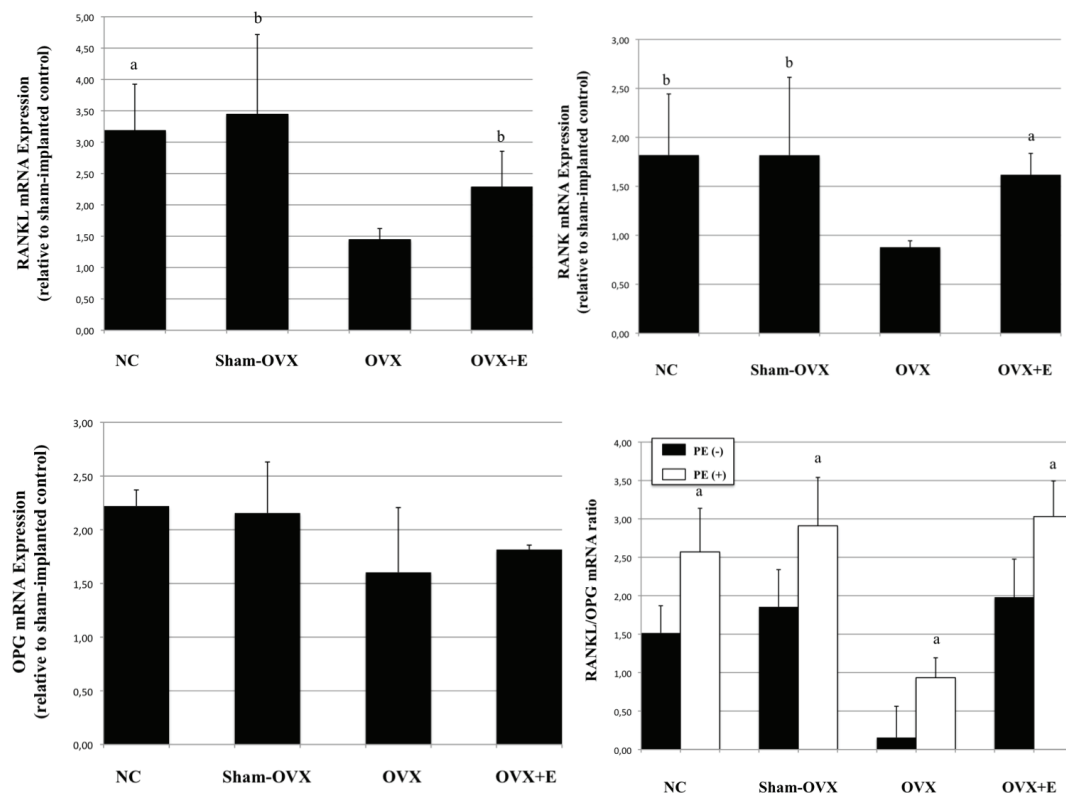 5,00
4,50
4,00
3,50
3,00
2,50
2,00
1,50
1,00
0,50
0,00
RANKL mRNA Expression
(relative to sham-implanted control)
a
b
b
NC
Sham-OVX
OVX
OVX+E
3,00
2,50
2,00
1,50
1,00
0,50
0,00
RANK mRNA Expression
(relative to sham-implanted control)
b
b
a
NC
Sham-OVX
OVX
OVX+E
3,00
2,50
2,00
1,50
1,00
0,50
0,00
OPG mRNA Expression
(relative to sham-implanted control)
NC
Sham-OVX
OVX
OVX+E
4,00
3,50
3,00
2,50
2,00
1,50
1,00
0,50
0,00
RANKL/OPG mRNA ratio
PE (-)
PE (+)
a
a
a
a
NC
Sham-OVX
OVX
OVX+E